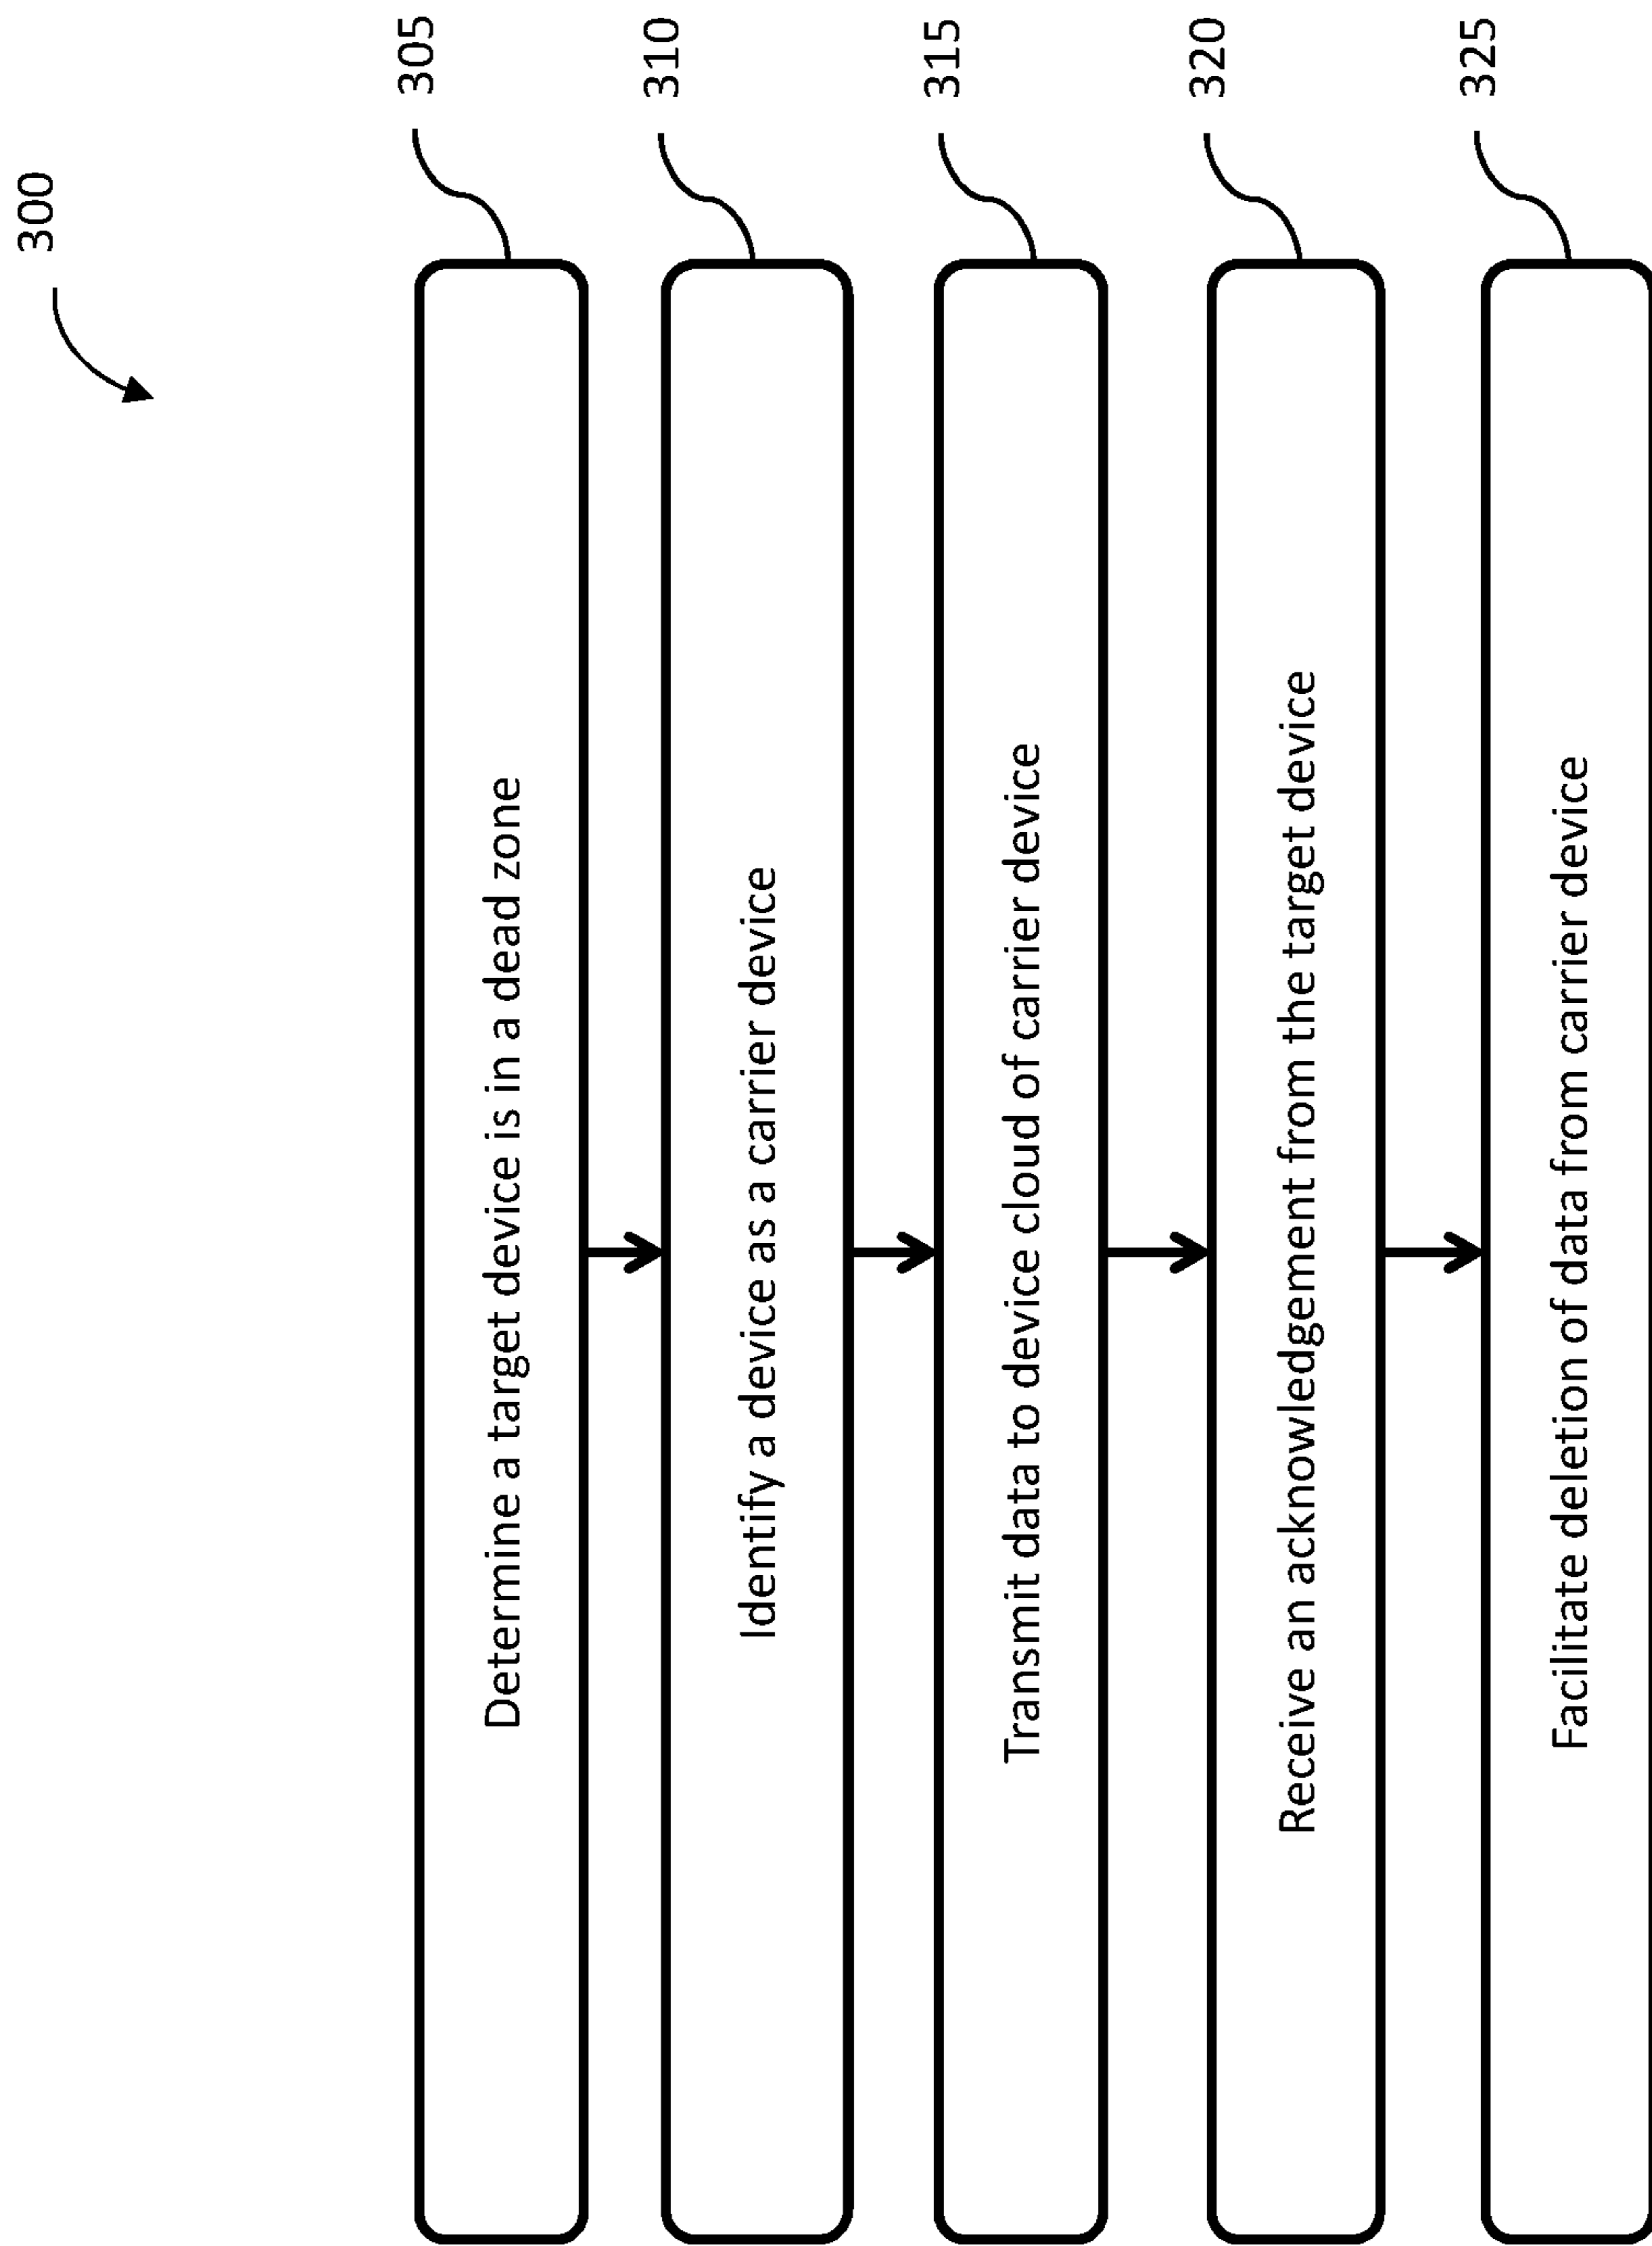 300
305
Determine a target device is in a dead zone
310
Identify a device as a carrier device
315
Transmit data to device cloud of carrier device
320
Receive an acknowledgement from the target device
325
Facilitate deletion of data from carrier device